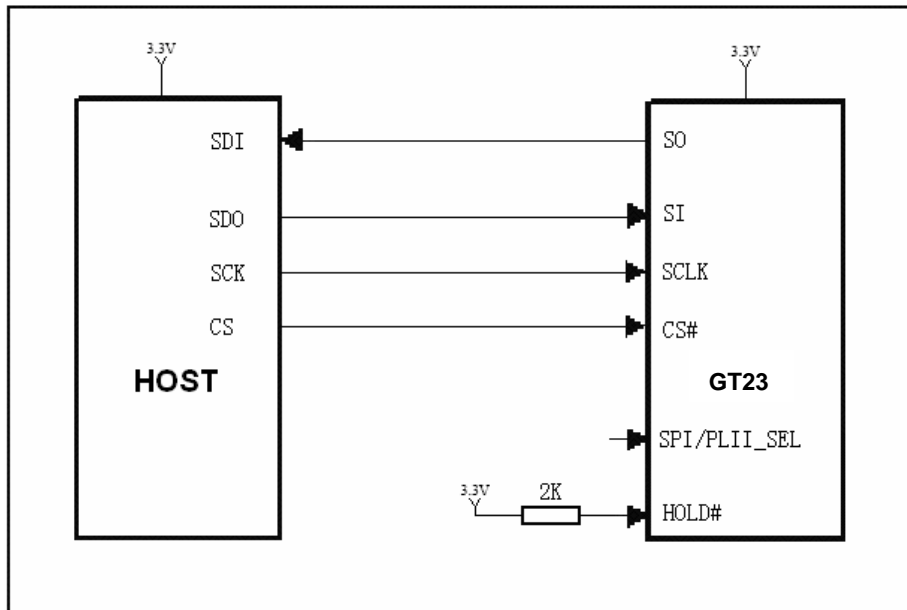 3.3V
3.3V
SDI
SO
SDO
SI
SCK
SCLK
CS
CS#
HOST
GT23
SPI/PLII_SEL
3.3V
2K
HOLD#